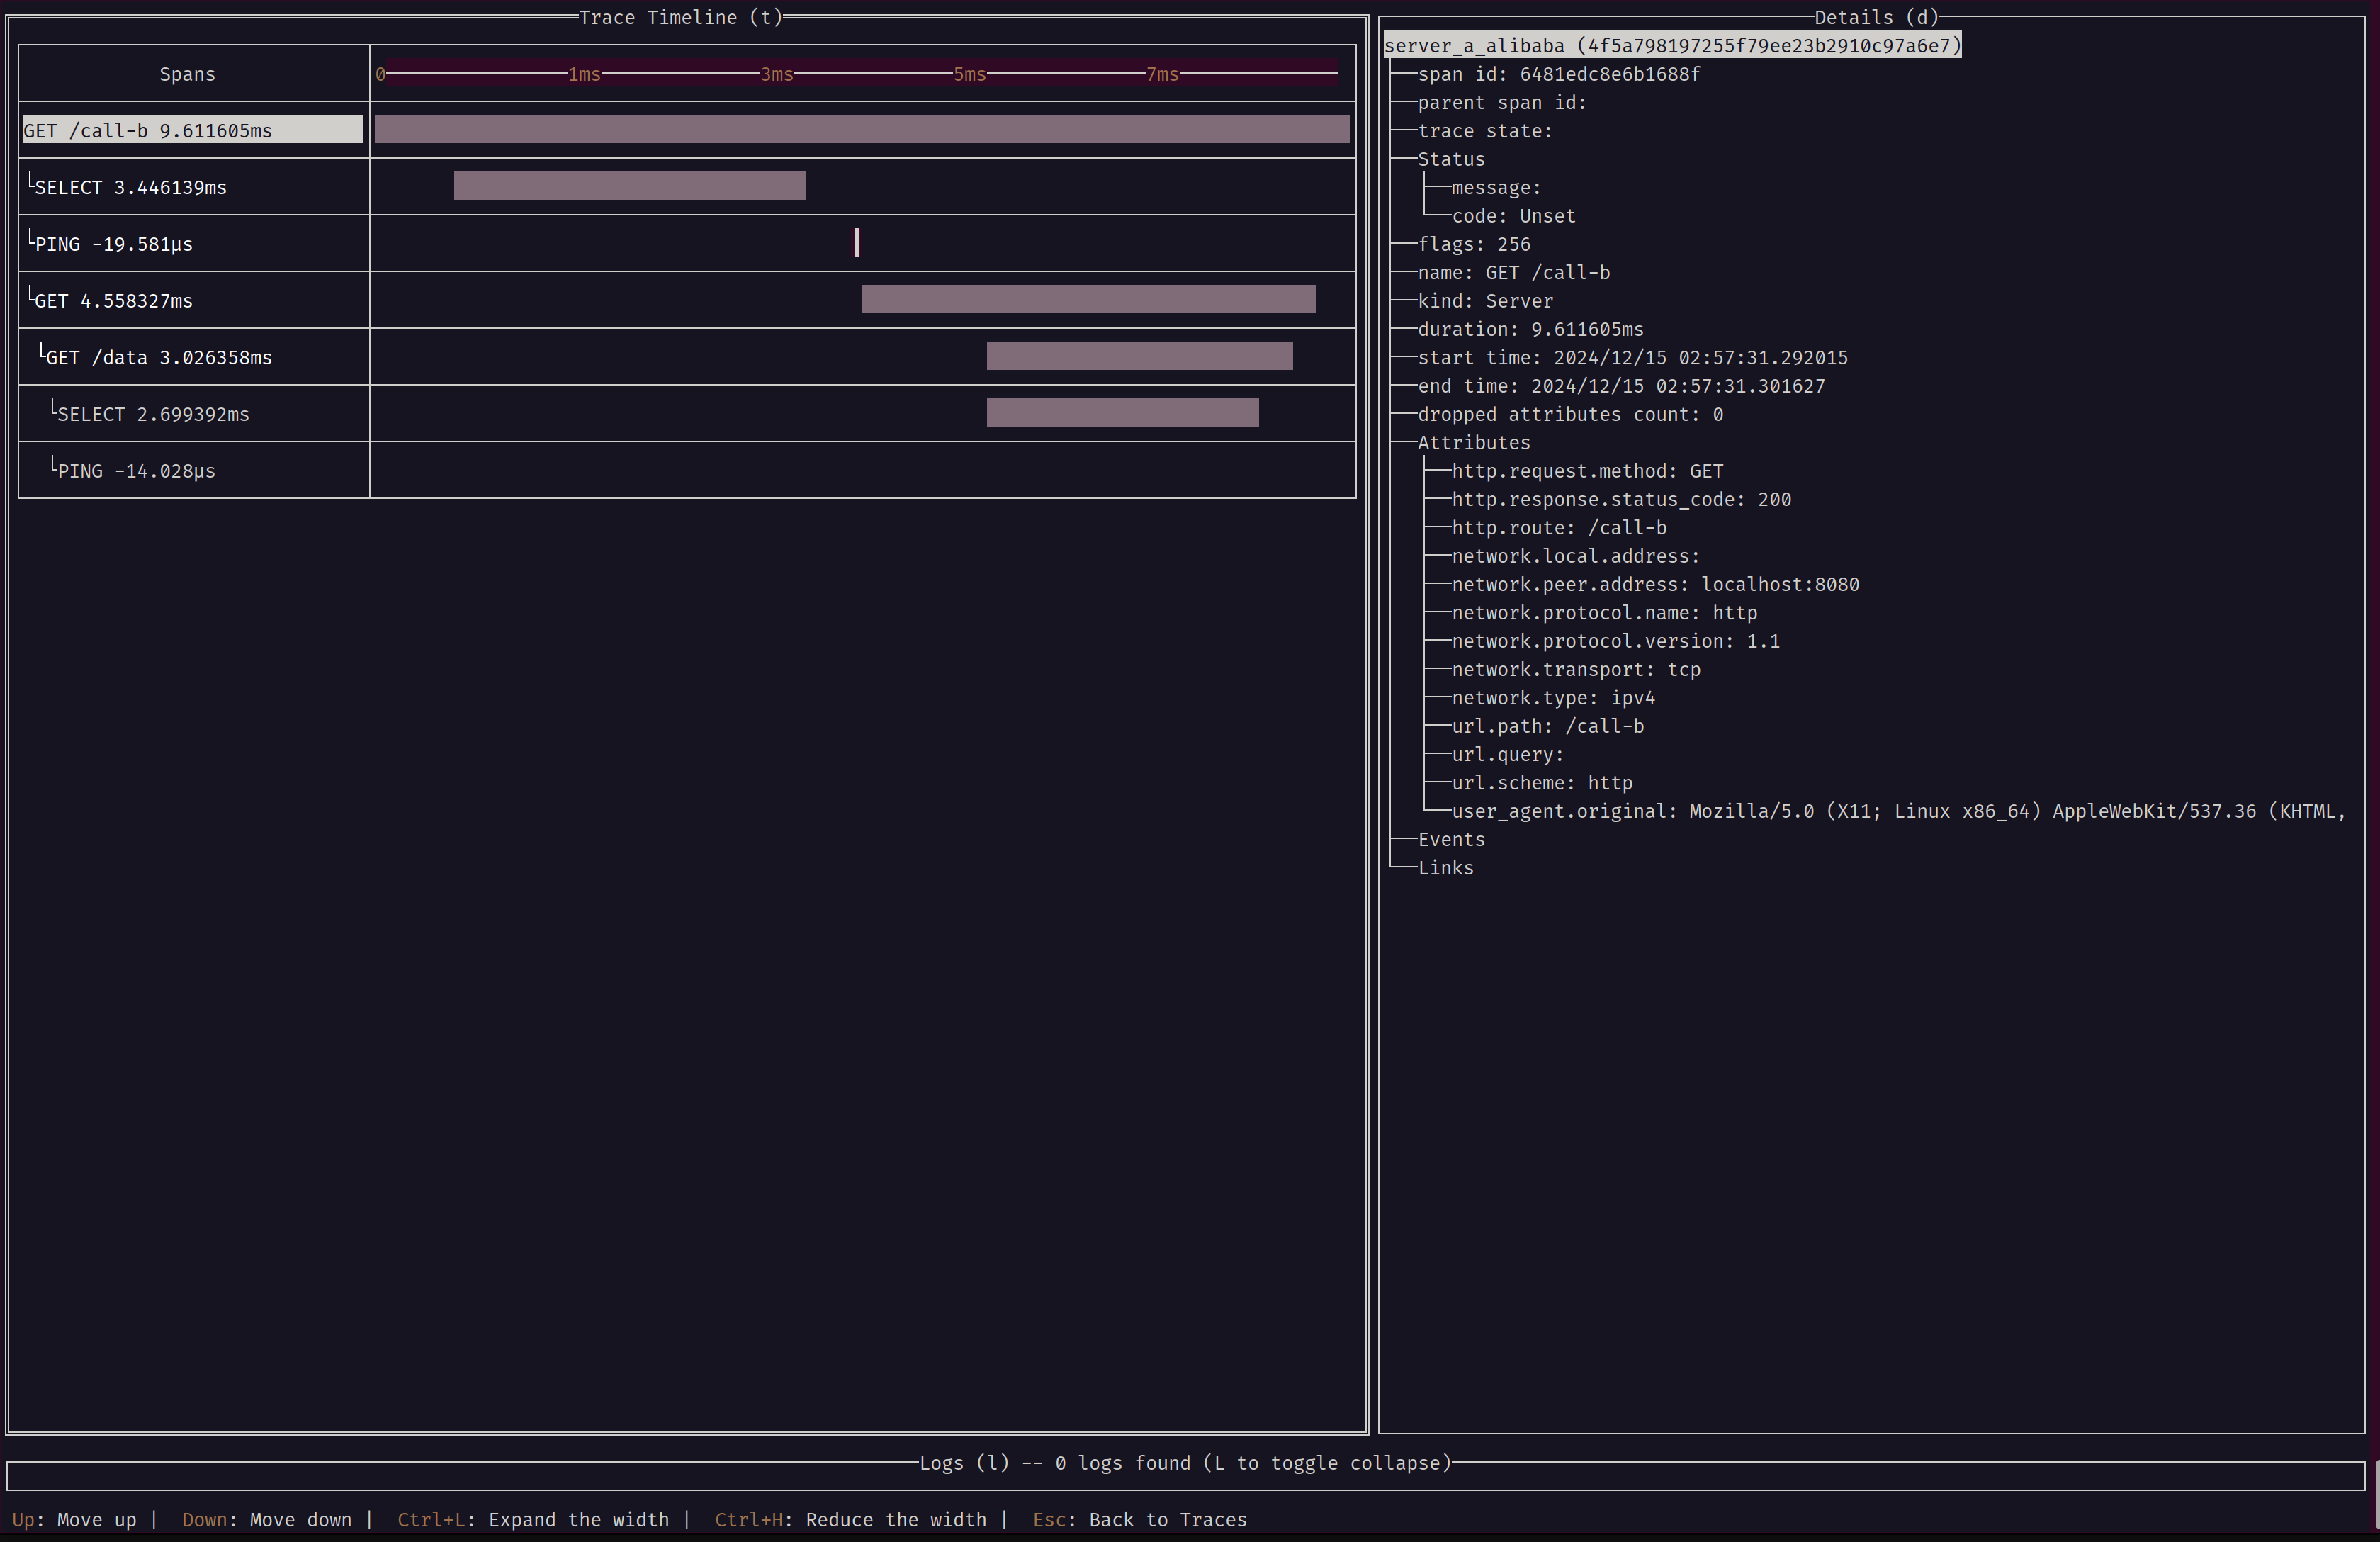 Trace Timeline (t)
Spans
0 1ms 3ms 5ms 7ms
GET /call-b 9.611605ms
SELECT 3.446139ms
PING -19.581µs
GET 4.558327ms
GET /data 3.026358ms
SELECT 2.699392ms
PING -14.028µs
Details (d)
server_a_alibaba (4f5a798197255f79ee23b2910c97a6e7)
span id: 6481edc8e6b1688f
parent span id:
trace state:
Status
message:
code: Unset
flags: 256
name: GET /call-b
kind: Server
duration: 9.611605ms
start time: 2024/12/15 02:57:31.292015
end time: 2024/12/15 02:57:31.301627
dropped attributes count: 0
Attributes
http.request.method: GET
http.response.status_code: 200
http.route: /call-b
network.local.address:
network.peer.address: localhost:8080
network.protocol.name: http
network.protocol.version: 1.1
network.transport: tcp
network.type: ipv4
url.path: /call-b
url.query:
url.scheme: http
user_agent.original: Mozilla/5.0 (X11; Linux x86_64) AppleWebKit/537.36 (KHTML,
Events
Links
Logs (l) -- 0 logs found (L to toggle collapse)
Up: Move up | Down: Move down | Ctrl+L: Expand the width | Ctrl+H: Reduce the width | Esc: Back to Traces